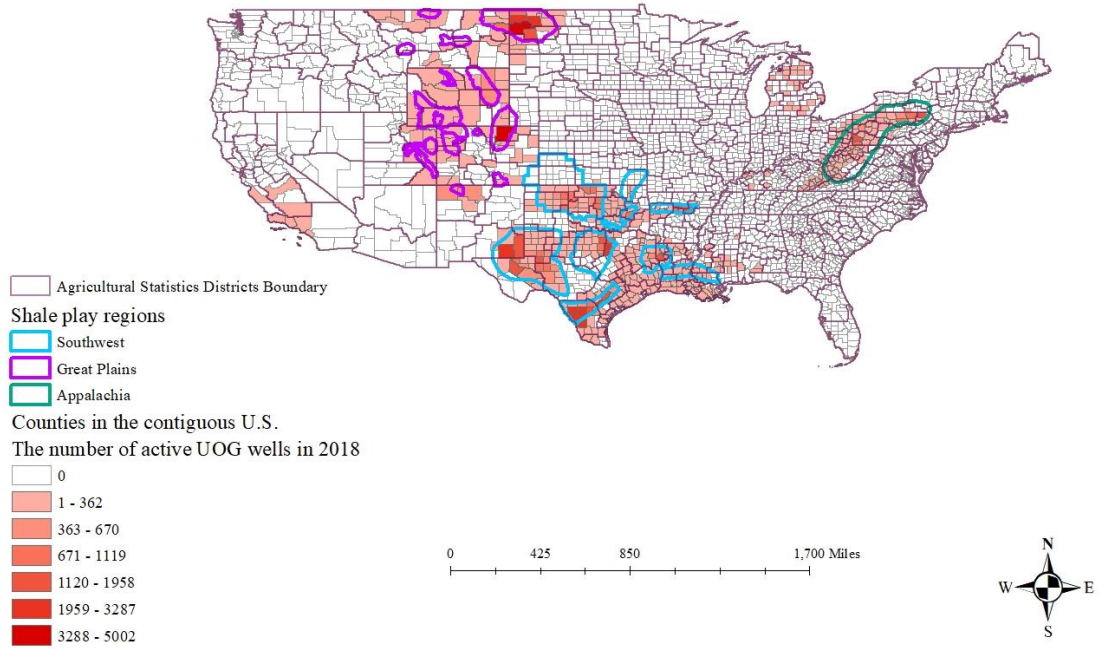 Agricultural Statistics Districts Boundary
Shale play regions
Southwest
Great Plains
Appalachia
Counties in the contiguous U.S.
The number of active UOG wells in 2018
0
1 - 362
363 - 670
671 - 1119
1120 - 1958
1959 - 3287
3288 - 5002
0 425 850 1,700 Miles
N
W E
S